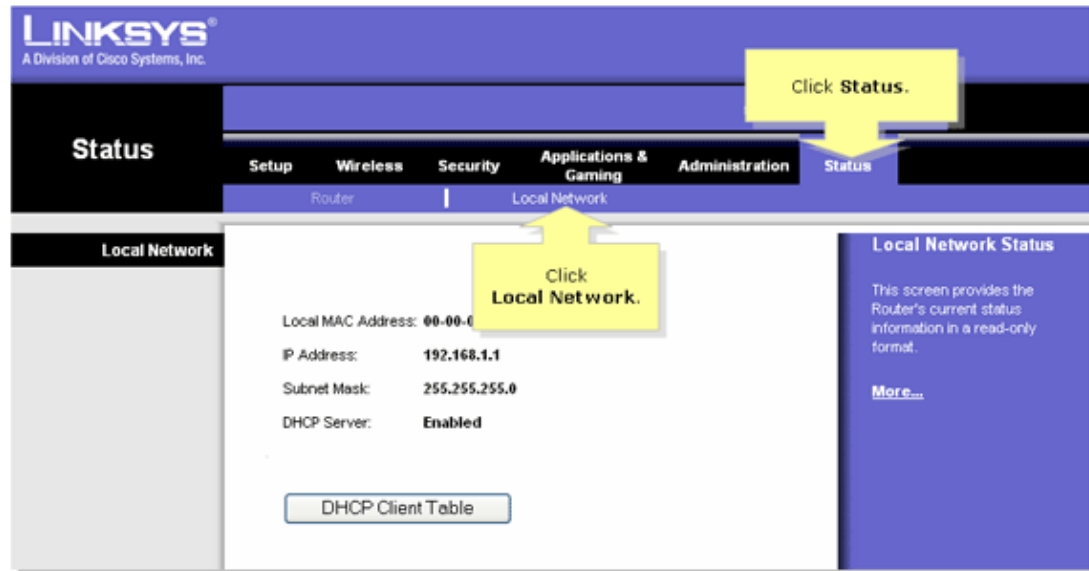 LINKSYS®
A Division of Cisco Systems, Inc.
Click Status.
Status
Setup Wireless Security Applications & Gaming Administration Status
Router Local Network
Local Network
Click
Local Network.
Local Network Status
This screen provides the
Router's current status
information in a read-only
format.
More...
Local MAC Address: 00-00-0
IP Address: 192.168.1.1
Subnet Mask: 255.255.255.0
DHCP Server: Enabled
DHCP Client Table